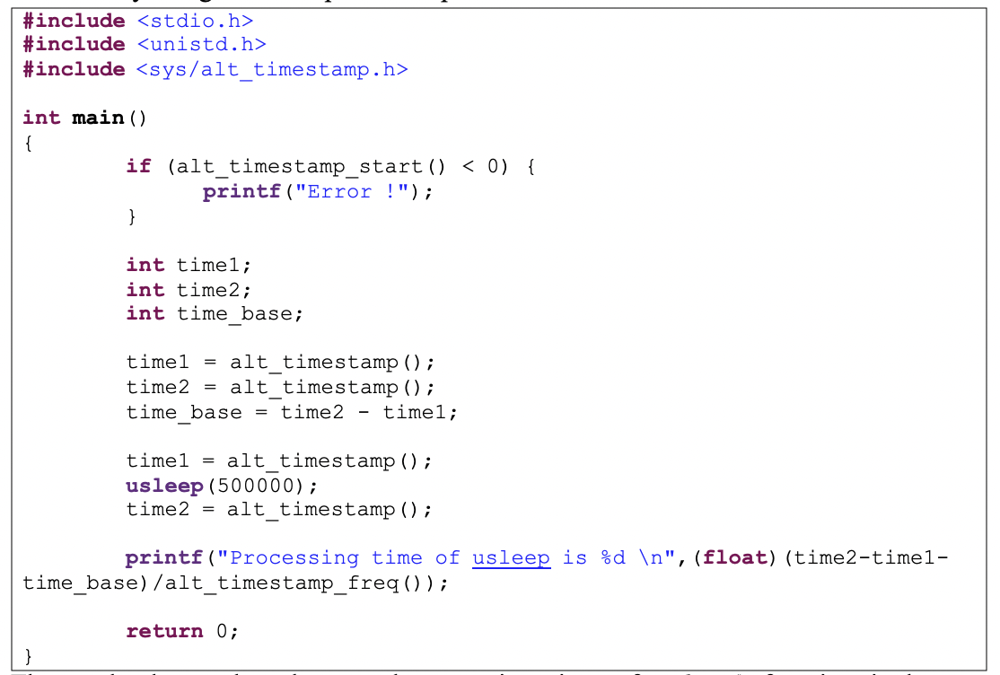 #include <stdio.h>
#include <unistd.h>
#include <sys/alt_timestamp.h>
int main()
{
if (alt_timestamp_start() < 0) {
printf("Error !");
}
int time1;
int time2;
int time_base;
time1 = alt_timestamp();
time2 = alt_timestamp();
time_base = time2 - time1;
time1 = alt_timestamp();
usleep(500000);
time2 = alt_timestamp();
printf("Processing time of usleep is %d \n",(float)(time2-time1-
time_base)/alt_timestamp_freq());
return 0;
}